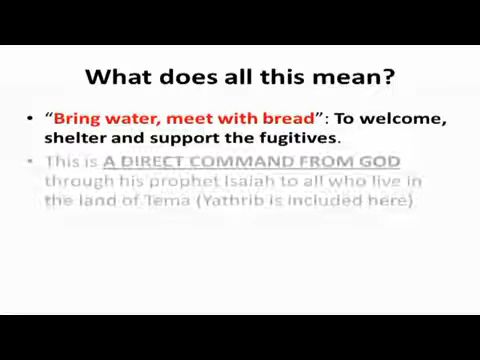 What does all this mean?
• “Bring water, meet with bread”: To welcome,
shelter and support the fugitives.
• This is A DIRECT COMMAND FROM GOD
through his prophet Isaiah to all who live in
the land of Tema (Yathrib is included here)